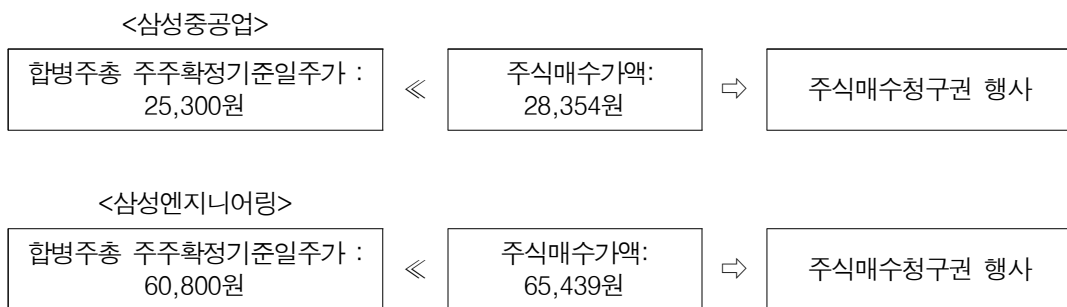 <삼성중공업>
합병주총 주주확정기준일주가 :
25,300원
≪
주식매수가액:
28,354원
⇨
주식매수청구권 행사
<삼성엔지니어링>
합병주총 주주확정기준일주가 :
60,800원
≪
주식매수가액:
65,439원
⇨
주식매수청구권 행사